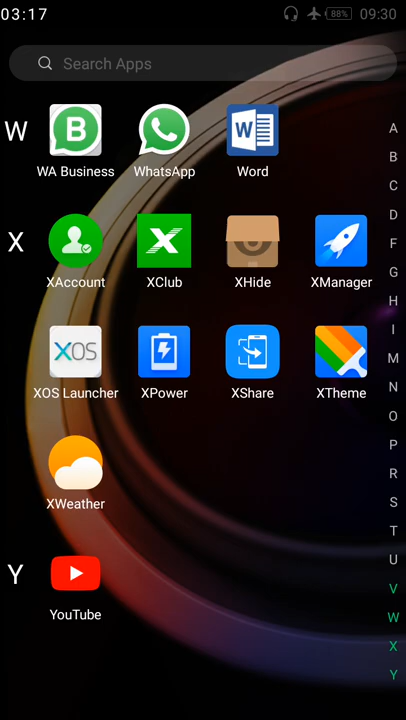 03:17
88% 09:30
Search Apps
W
WA Business WhatsApp Word
X
XAccount XClub XHide XManager
XOS
XOS Launcher XPower XShare XTheme
XWeather
Y
YouTube
A
B
C
D
F
G
H
I
M
N
O
P
R
S
T
U
V
W
X
Y